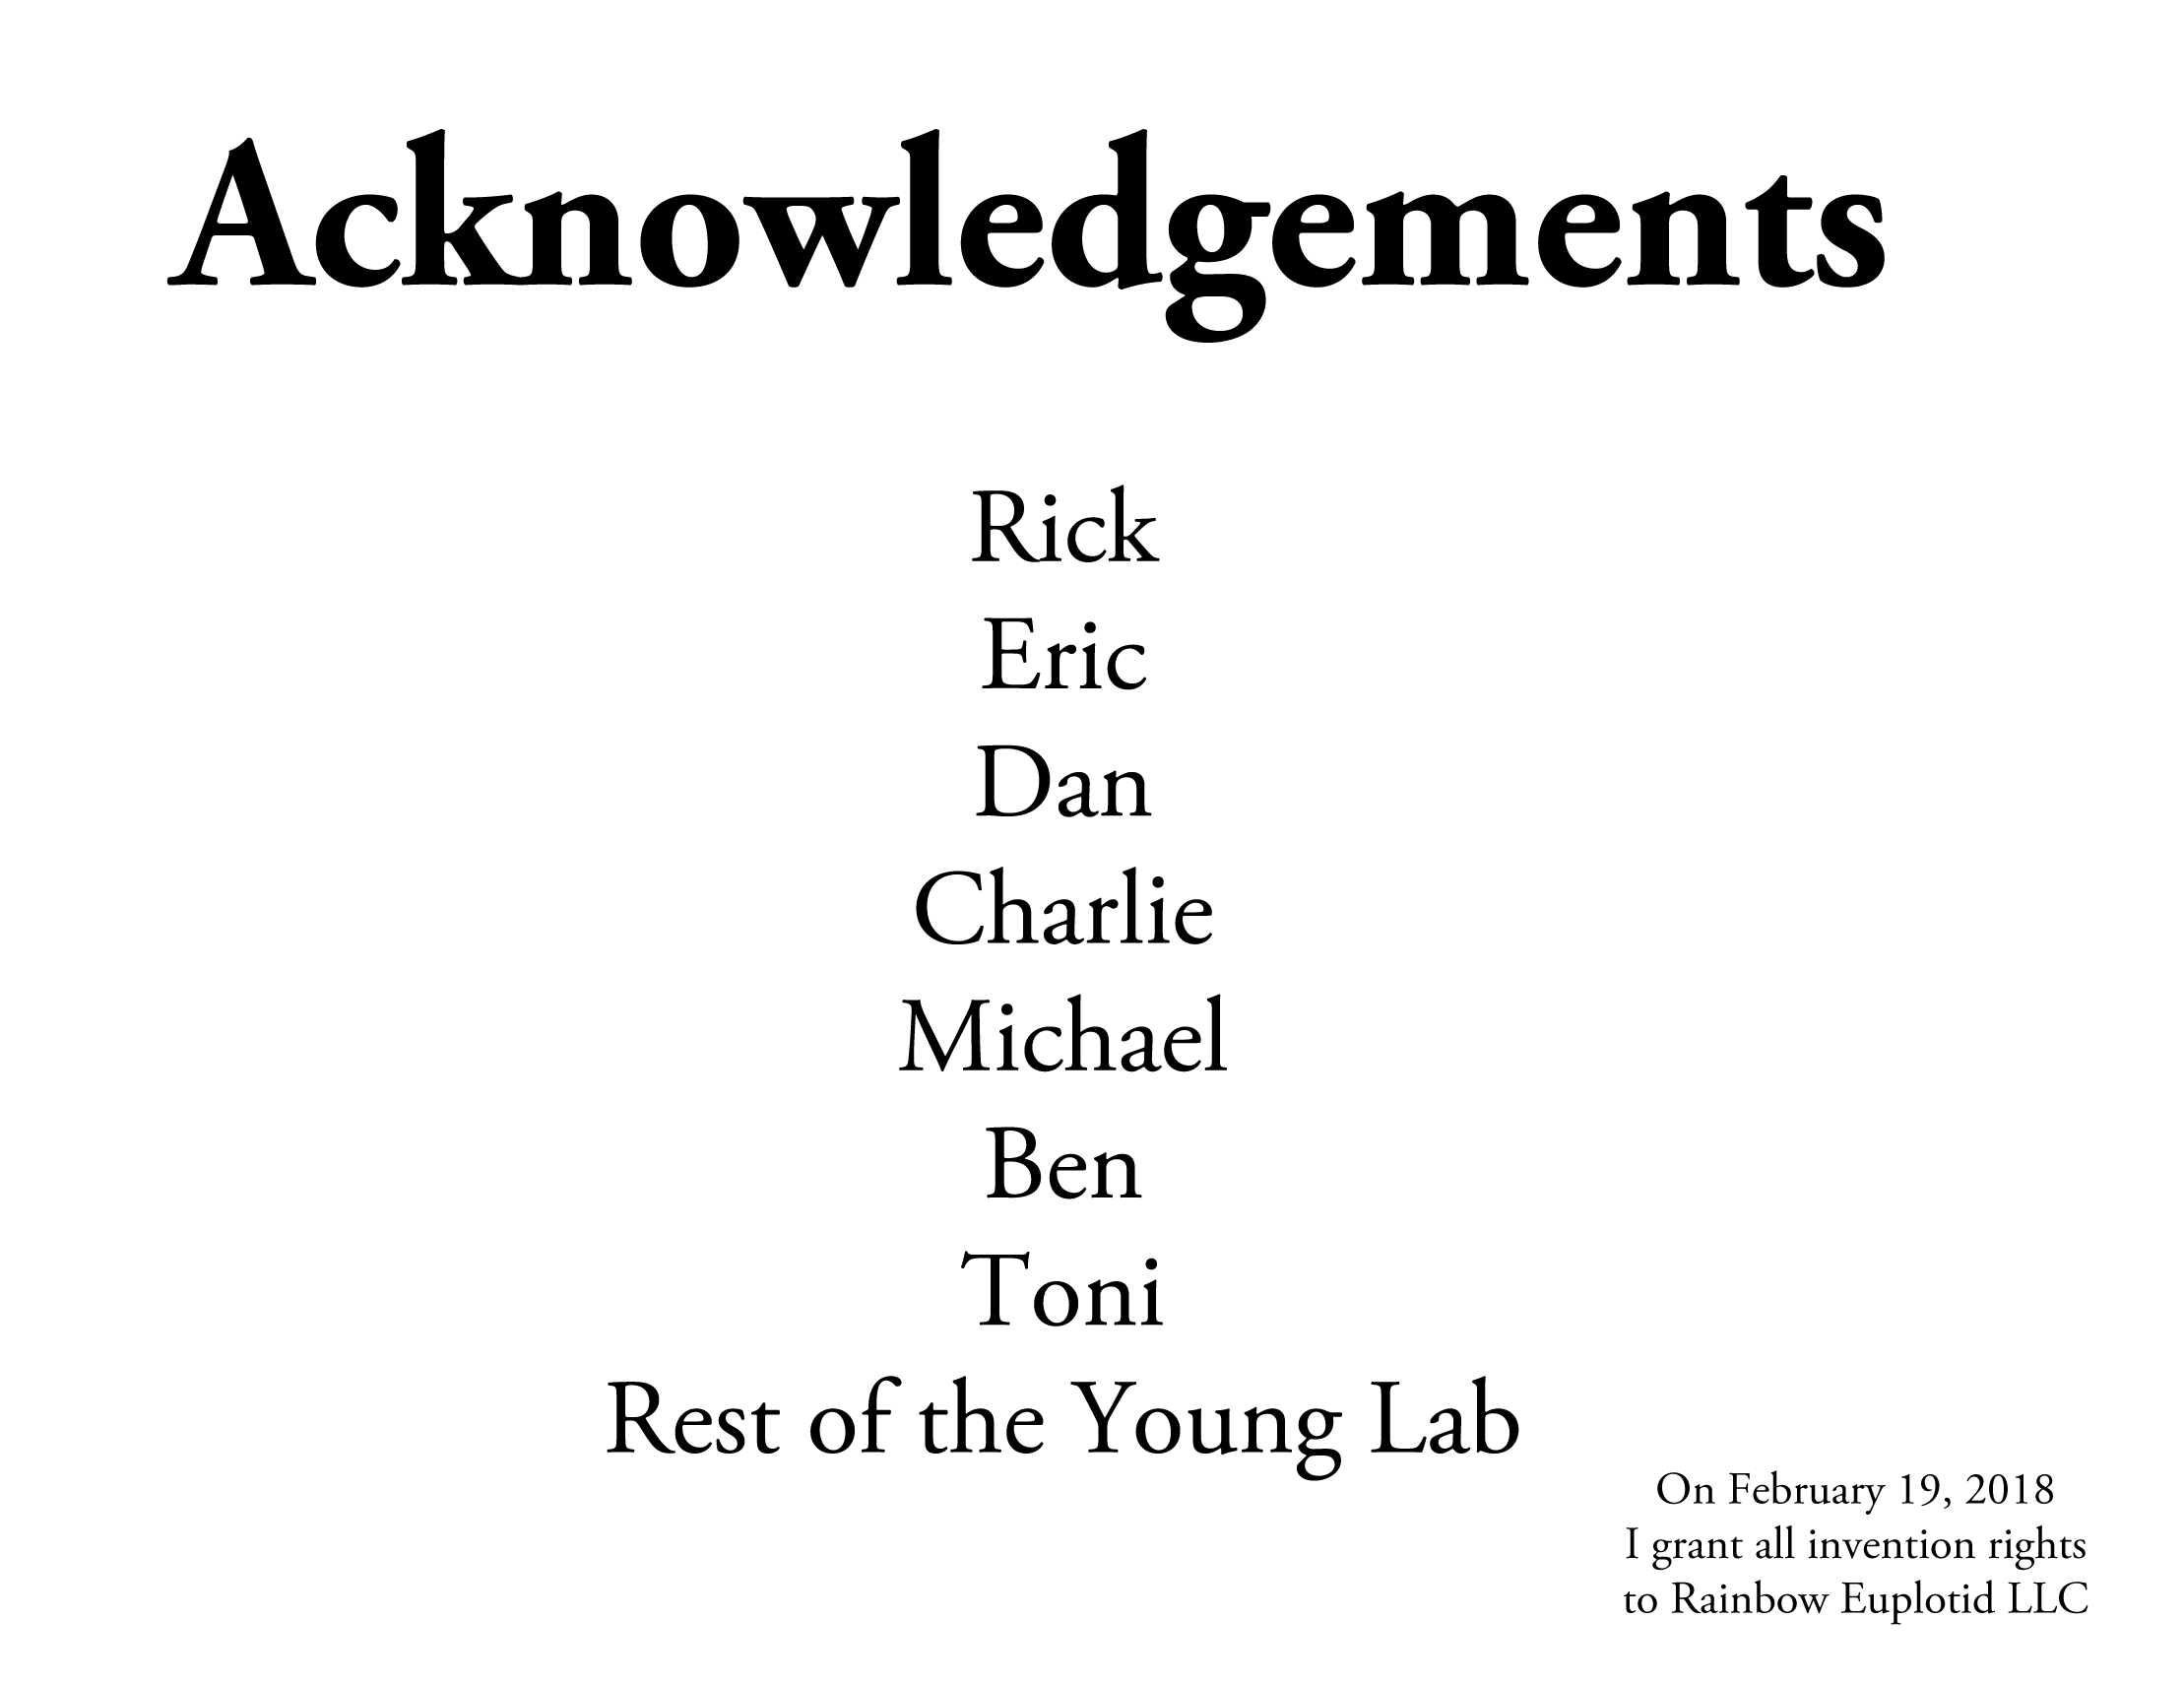 Acknowledgements
Rick
Eric
Dan
Charlie
Michael
Ben
Toni
Rest of the Young Lab
On February 19, 2018
I grant all invention rights
to Rainbow Euplotid LLC